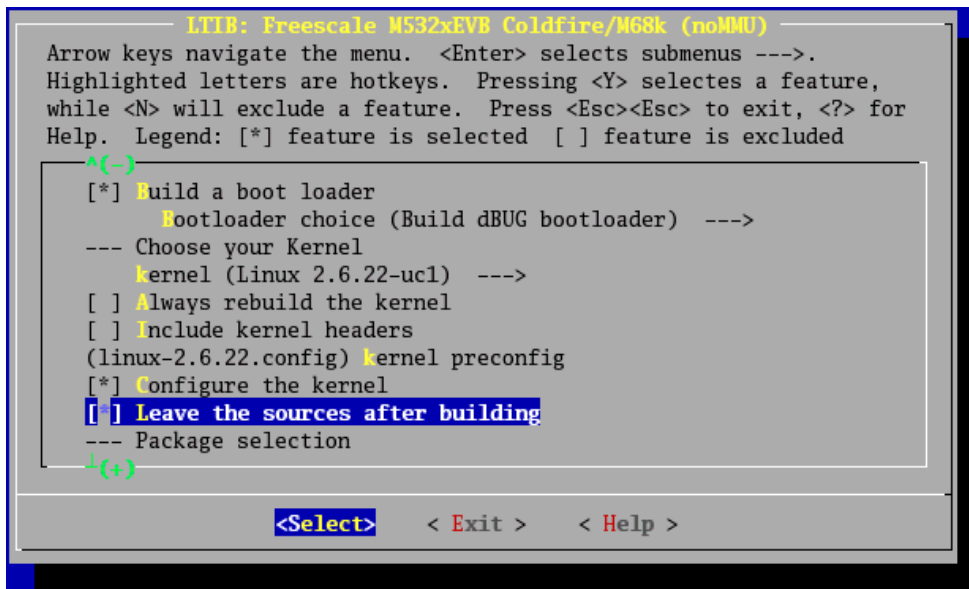 LTIB: Freescale M532xEVB Coldfire/M68k (noMMU)
Arrow keys navigate the menu.  <Enter> selects submenus --->.
Highlighted letters are hotkeys.  Pressing <Y> selectes a feature,
while <N> will exclude a feature.  Press <Esc><Esc> to exit, <?> for
Help.  Legend: [*] feature is selected  [ ] feature is excluded
^(-)
[*] Build a boot loader
Bootloader choice (Build dBUG bootloader)  --->
--- Choose your Kernel
kernel (Linux 2.6.22-uc1)  --->
[ ] Always rebuild the kernel
[ ] Include kernel headers
(linux-2.6.22.config) kernel preconfig
[*] Configure the kernel
[*] Leave the sources after building
--- Package selection
┴(+)
<Select>    < Exit >    < Help >